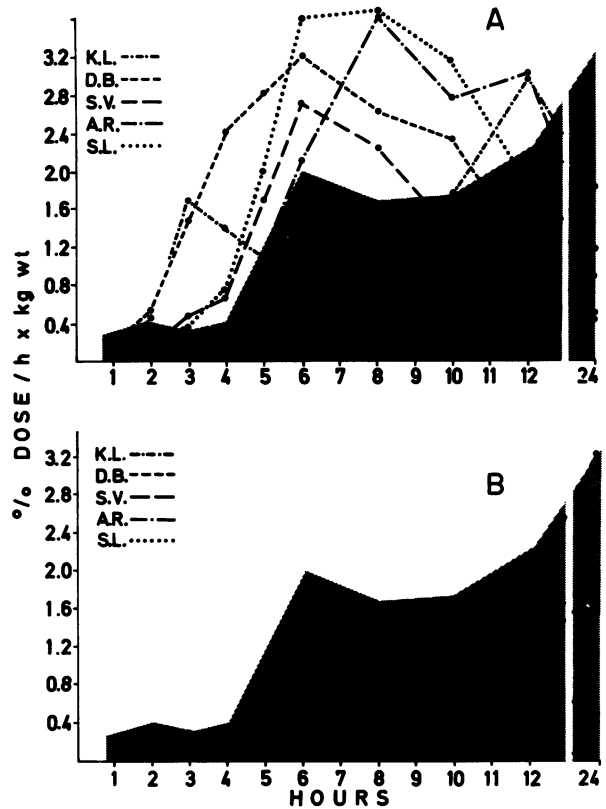 A
3.2
2.8
2.4
2.0
1.6
1.2
0.8
0.4
K.L.
D.B.
S.V.
A.R.
S.L.
1 2 3 4 5 6 7 8 9 10 11 12 24
% DOSE/h x kg wt
B
3.2
2.8
2.4
2.0
1.6
1.2
0.8
0.4
K.L.
D.B.
S.V.
A.R.
S.L.
1 2 3 4 5 6 7 8 9 10 11 12 24
HOURS